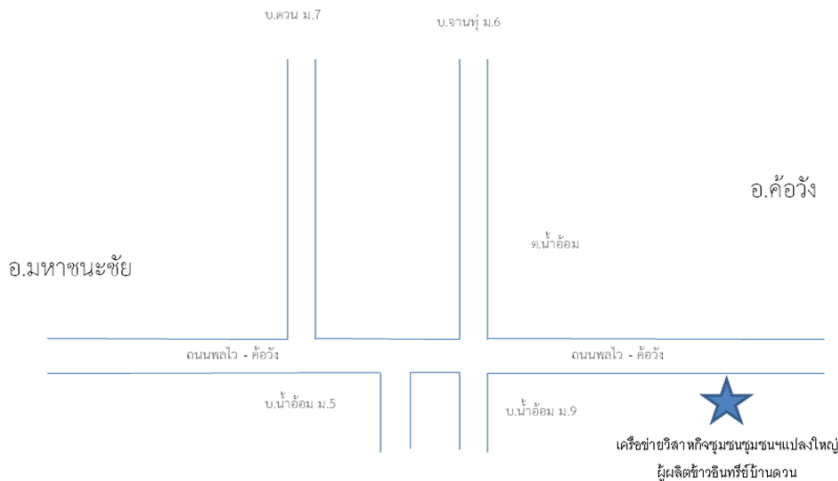 บ.ดวน ม.7
บ.จานทุ่ ม.6
อ.ค้อวัง
ต.น้ำอ้อม
อ.มหาชนะชัย
ถนนพลไว - ค้อวัง
ถนนพลไว - ค้อวัง
บ.น้ำอ้อม ม.5
บ.น้ำอ้อม ม.9
เครือข่ายวิสาหกิจชุมชนชุมชนฯแปลงใหญ่
ผู้ผลิตข้าวอินทรีย์บ้านดวน